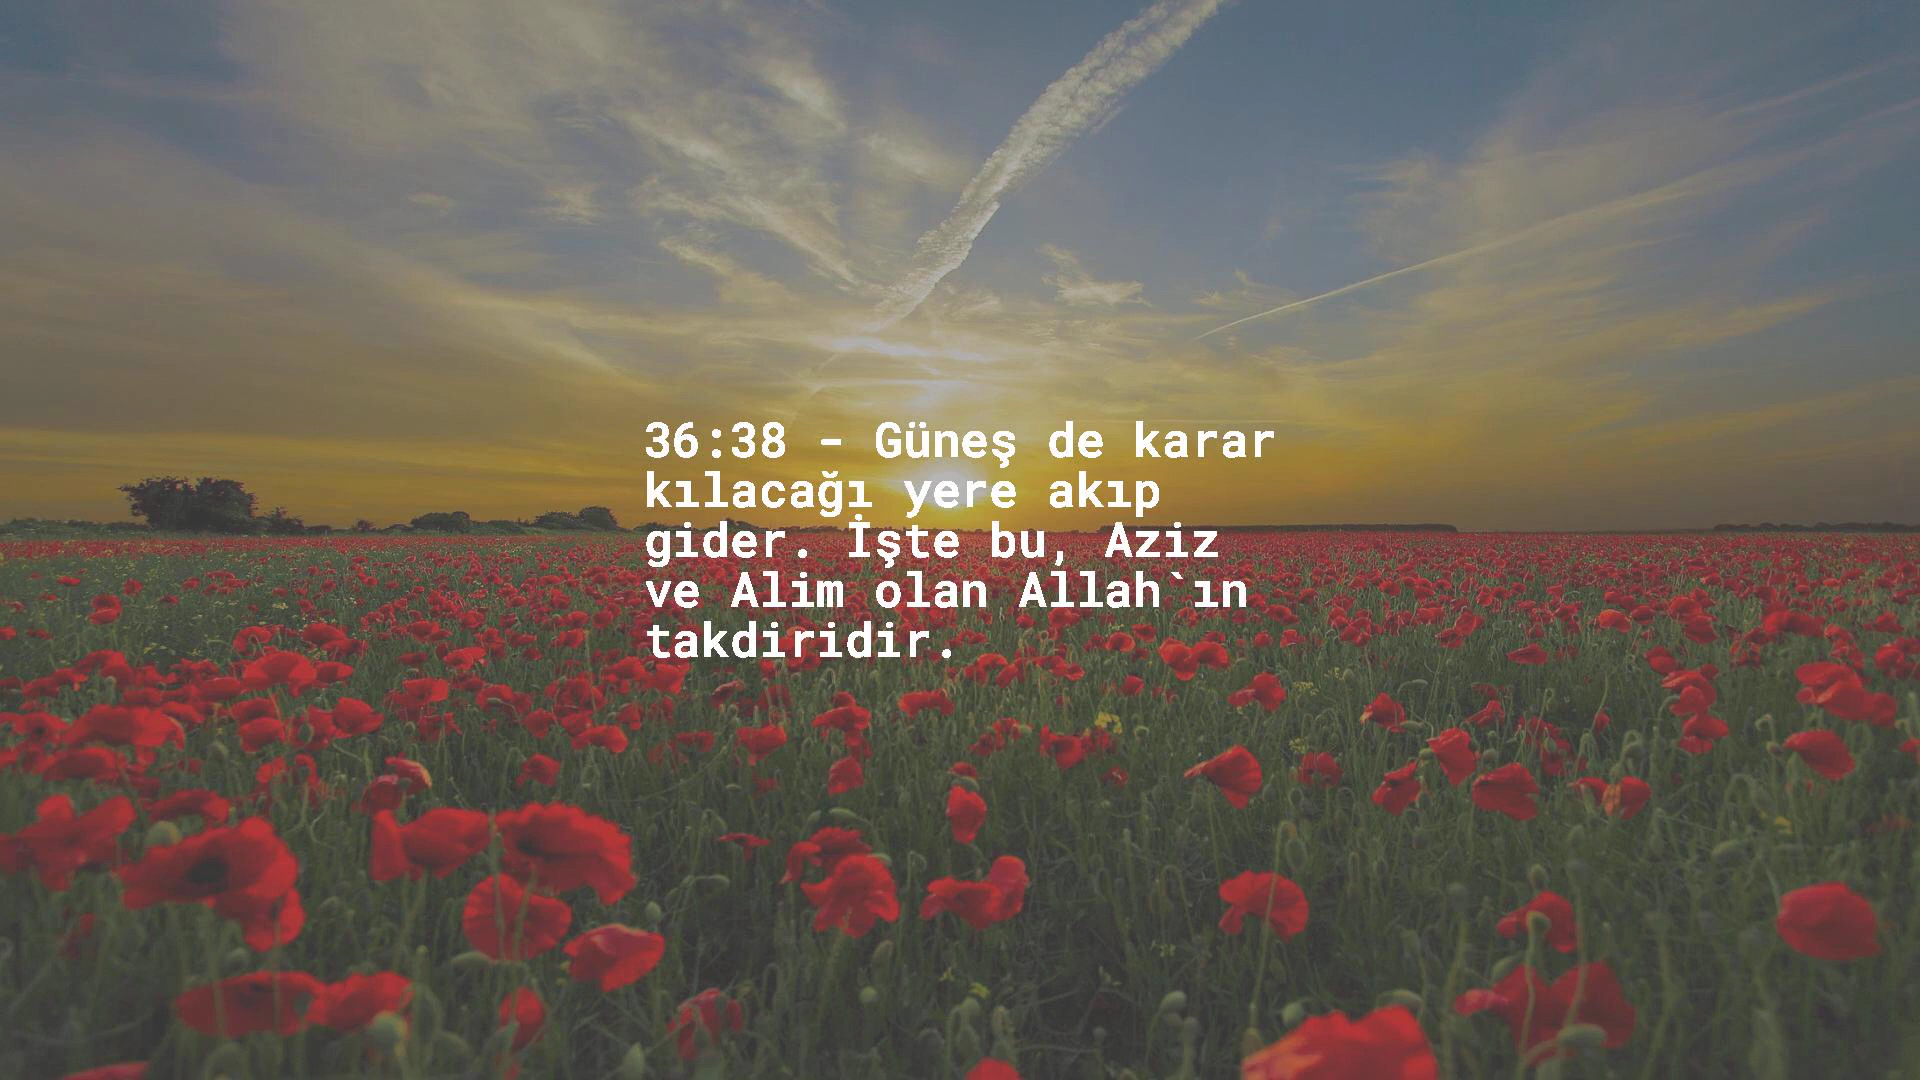 36:38 - Güneş de karar
kılacağı yere akıp
gider. İşte bu, Aziz
ve Alim olan Allah`ın
takdiridir.